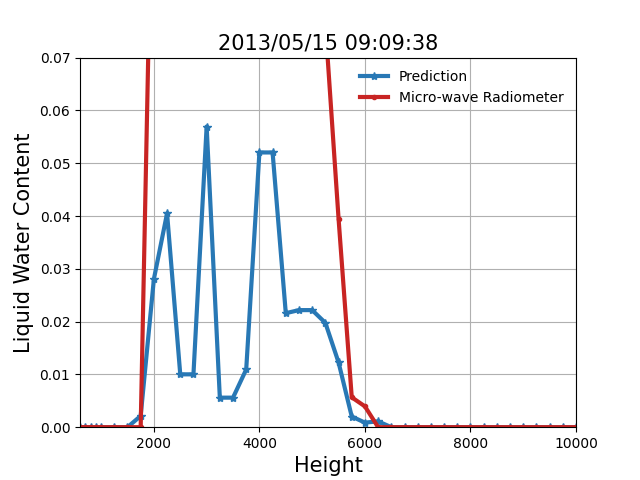 2013/05/15 09:09:38
0.07
0.06
0.05
0.04
0.03
0.02
0.01
0.00
Liquid Water Content
Prediction
Micro-wave Radiometer
2000 4000 6000 8000 10000
Height